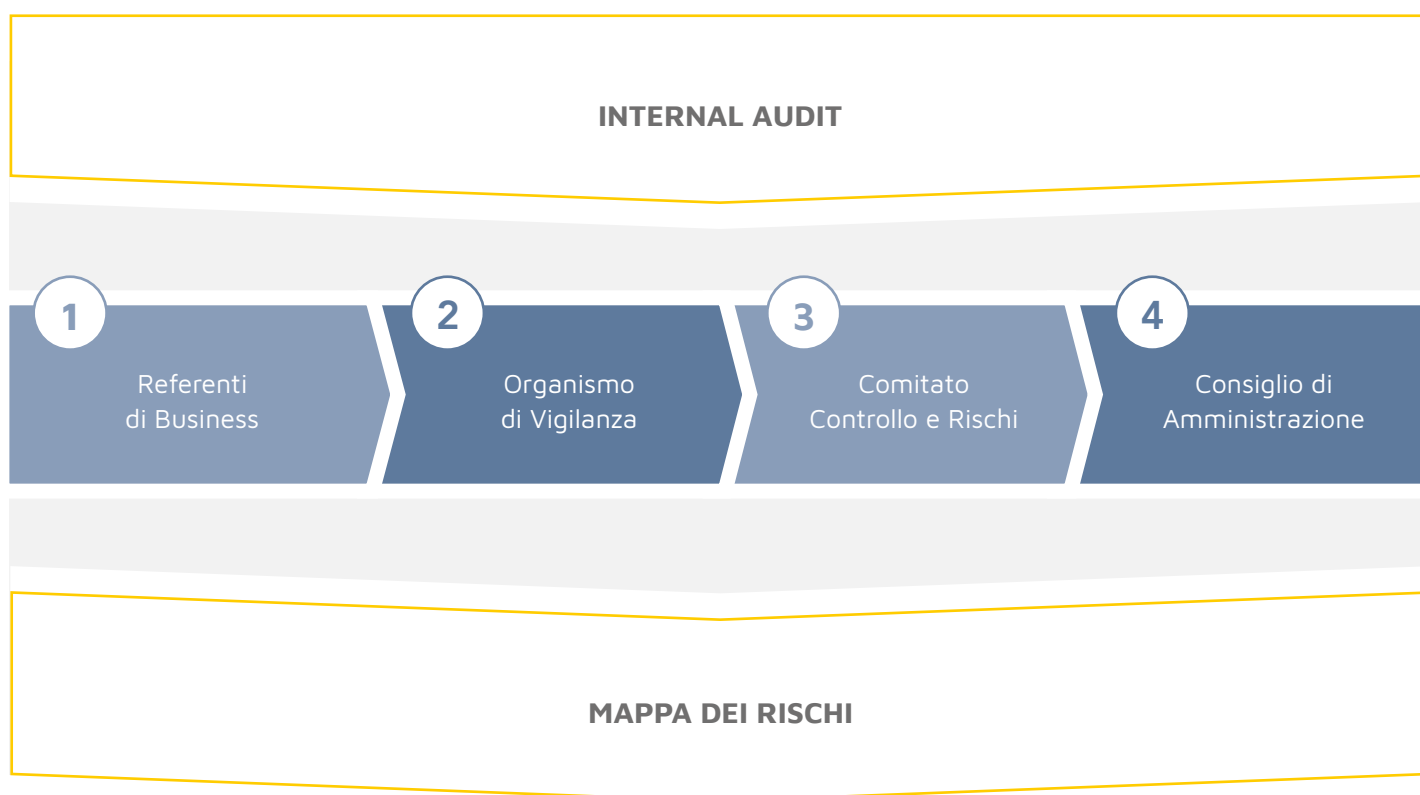 INTERNAL AUDIT
1
Referenti
di Business
2
Organismo
di Vigilanza
3
Comitato
Controllo e Rischi
4
Consiglio di
Amministrazione
MAPPA DEI RISCHI